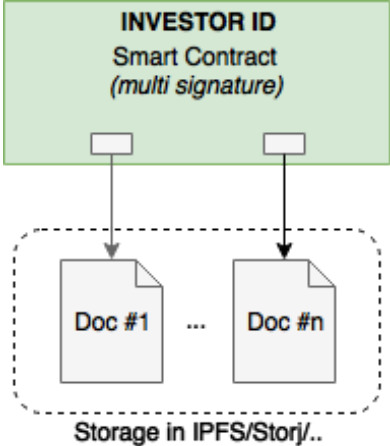 INVESTOR ID
Smart Contract
(multi signature)
Doc #1 ... Doc #n
Storage in IPFS/Storj/..